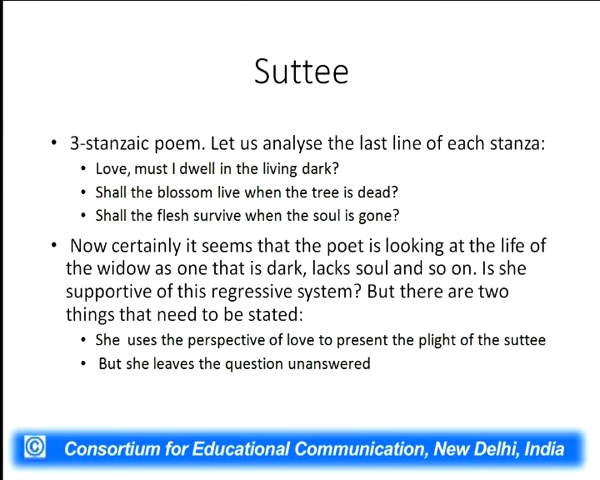 Suttee
• 3-stanzaic poem. Let us analyse the last line of each stanza:
• Love, must I dwell in the living dark?
• Shall the blossom live when the tree is dead?
• Shall the flesh survive when the soul is gone?
• Now certainly it seems that the poet is looking at the life of
the widow as one that is dark, lacks soul and so on. Is she
supportive of this regressive system? But there are two
things that need to be stated:
• She uses the perspective of love to present the plight of the suttee
• But she leaves the question unanswered
© Consortium for Educational Communication, New Delhi, India